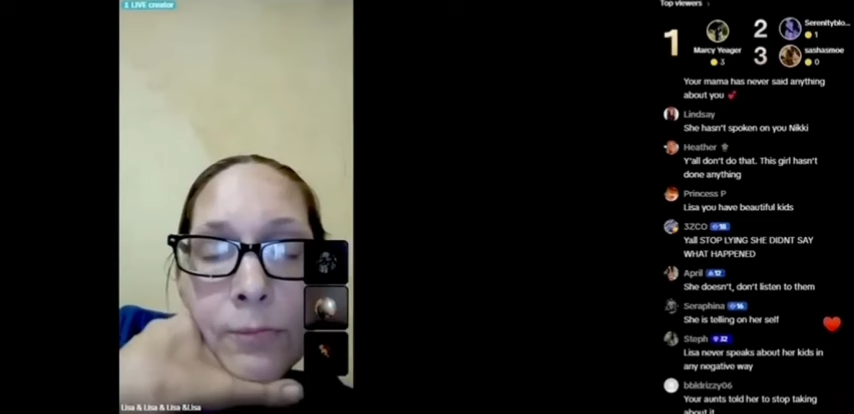 LIVE creator
Top viewers
1
Marcy Yeager
3
2
Serenityblo...
1
3
sashasmoe
0
Your mama has never said anything
about you 💕
Lindsay
She hasn't spoken on you Nikki
Heather
Y'all don't do that. This girl hasn't
done anything
Princess P
Lisa you have beautiful kids
3ZCO 18
Yall STOP LYING SHE DIDNT SAY
WHAT HAPPENED
April 12
She doesn't, don't listen to them
Seraphina 16
She is telling on her self
Steph 32
Lisa never speaks about her kids in
any negative way
bbldrizzy06
Your aunts told her to stop taking
about it
Lisa & Lisa & Lisa &Lisa